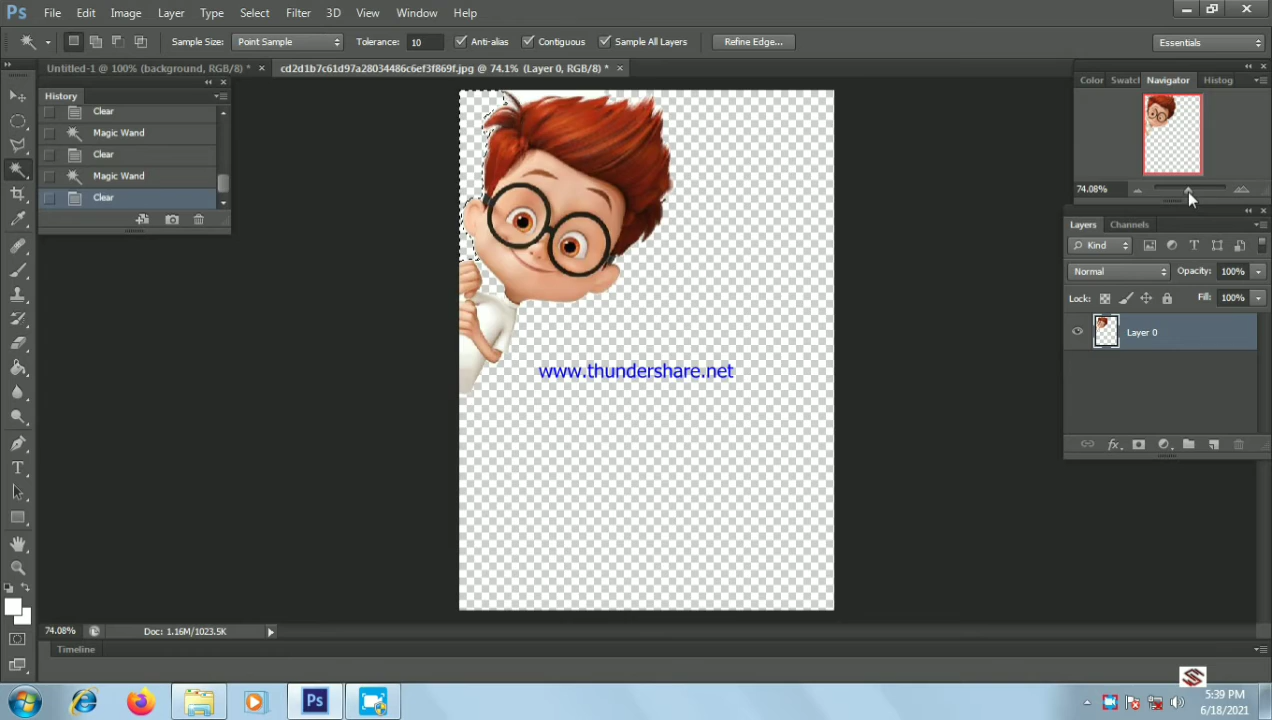 Ps File Edit Image Layer Type Select Filter 3D View Window Help
Sample Size: Point Sample Tolerance: 10 Anti-alias Contiguous Sample All Layers Refine Edge... Essentials
Untitled-1 @ 100% (background, RGB/8) * × cd2d1b7c61d97a28034486c6ef3f869f.jpg @ 74.1% (Layer 0, RGB/8) * ×
Color Swatc Navigator Histog
History
Clear
Magic Wand
Clear
Magic Wand
Clear
74.08%
Layers Channels
Kind
Normal Opacity: 100%
Lock: Fill: 100%
Layer 0
www.thundershare.net
74.08% Doc: 1.16M/1023.5K
Timeline
Ps
5:39 PM
6/18/2021